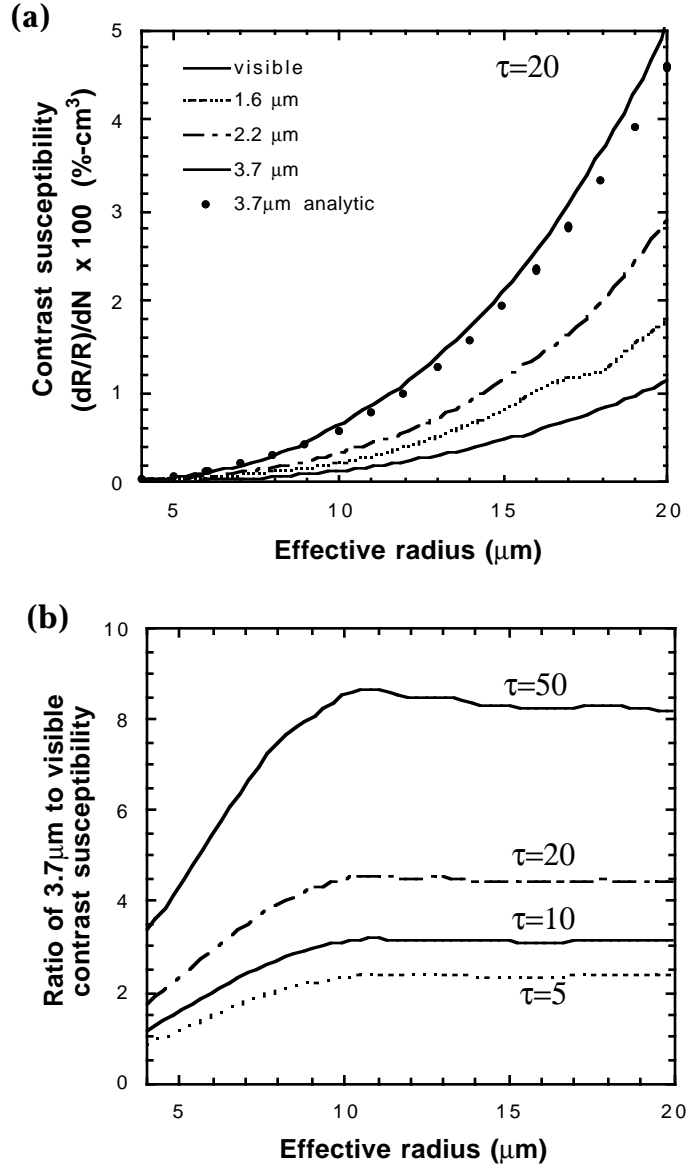 (a)
Contrast susceptibility
(dR/R)/dN x 100 (%-cm³)
5
4
3
2
1
0
visible
1.6 μm
2.2 μm
3.7 μm
3.7μm analytic
τ=20
5
10
15
20
Effective radius (μm)
(b)
Ratio of 3.7μm to visible
contrast susceptibility
10
8
6
4
2
0
τ=50
τ=20
τ=10
τ=5
5
10
15
20
Effective radius (μm)